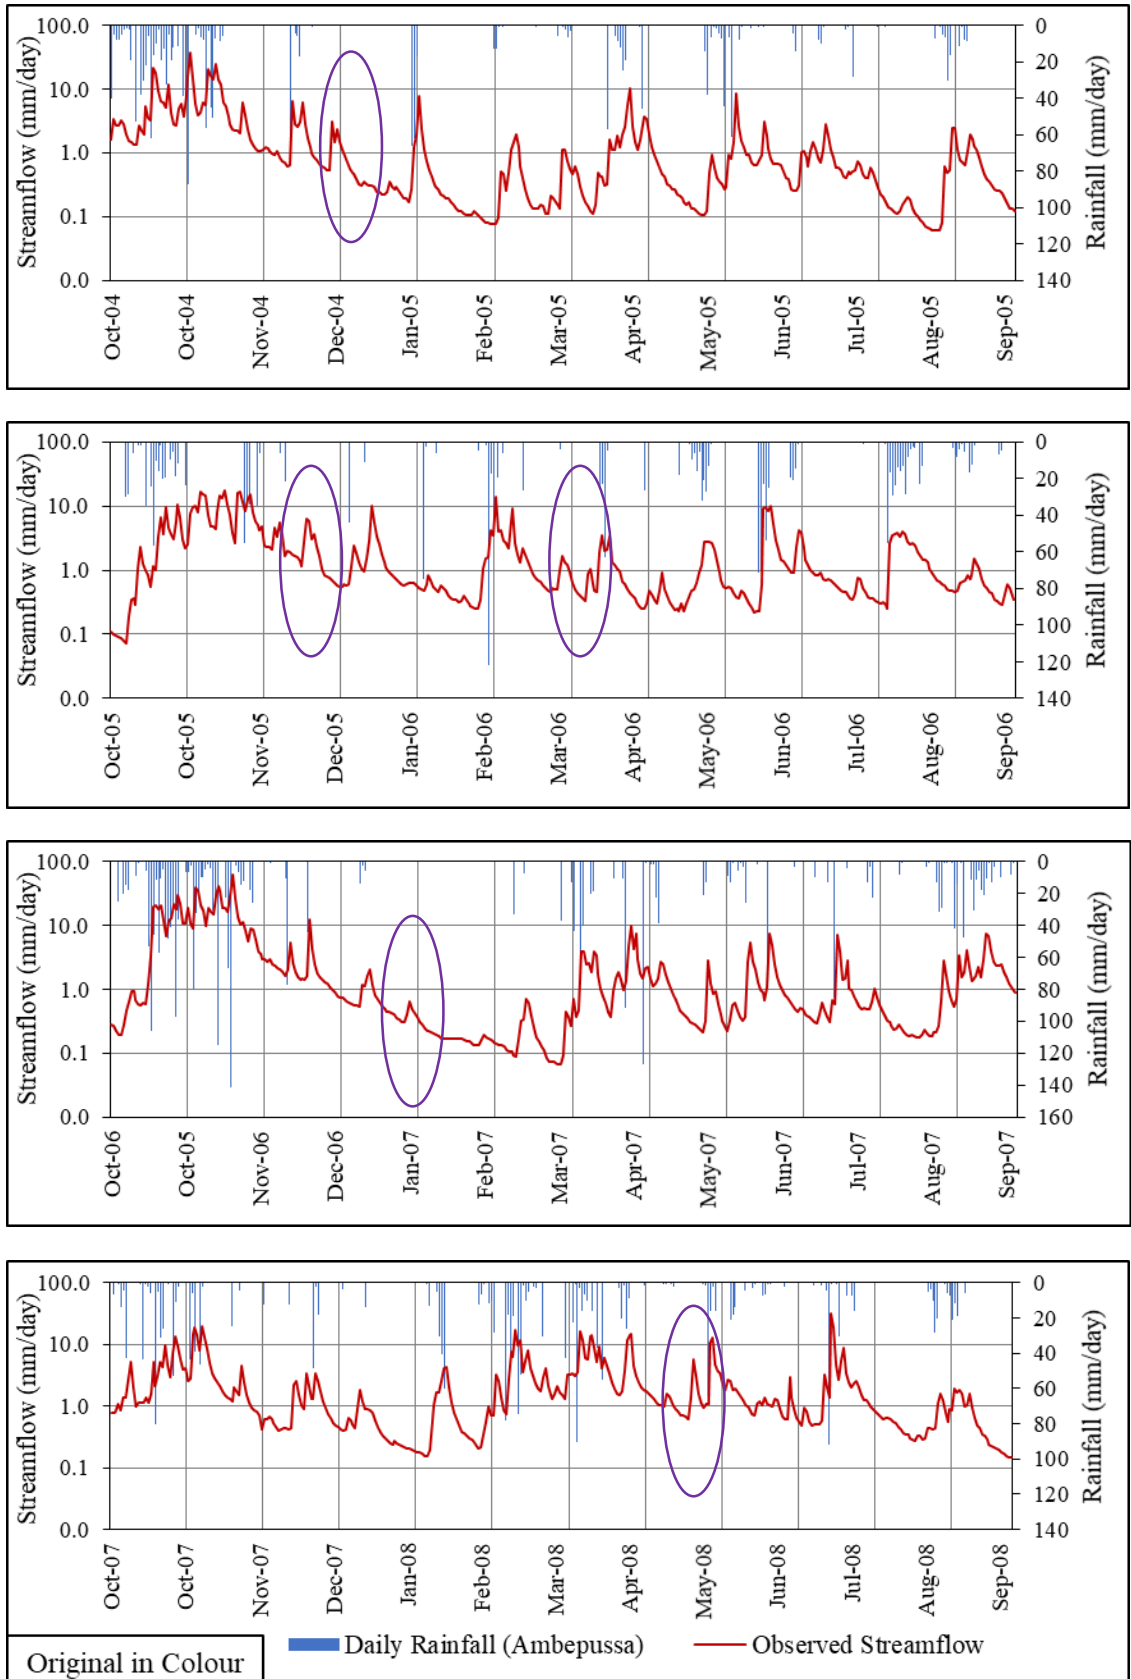 100.0
10.0
1.0
0.1
0.0
Streamflow (mm/day)
0
20
40
60
80
100
120
140
Rainfall (mm/day)
Oct-04
Oct-04
Nov-04
Dec-04
Jan-05
Feb-05
Mar-05
Apr-05
May-05
Jun-05
Jul-05
Aug-05
Sep-05
100.0
10.0
1.0
0.1
0.0
Streamflow (mm/day)
0
20
40
60
80
100
120
140
Rainfall (mm/day)
Oct-05
Oct-05
Nov-05
Dec-05
Jan-06
Feb-06
Mar-06
Apr-06
May-06
Jun-06
Jul-06
Aug-06
Sep-06
100.0
10.0
1.0
0.1
0.0
Streamflow (mm/day)
0
20
40
60
80
100
120
140
160
Rainfall (mm/day)
Oct-06
Oct-05
Nov-06
Dec-06
Jan-07
Feb-07
Mar-07
Apr-07
May-07
Jun-07
Jul-07
Aug-07
Sep-07
100.0
10.0
1.0
0.1
0.0
Streamflow (mm/day)
0
20
40
60
80
100
120
140
Rainfall (mm/day)
Oct-07
Oct-07
Nov-07
Dec-07
Jan-08
Feb-08
Mar-08
Apr-08
May-08
Jun-08
Jul-08
Aug-08
Sep-08
Daily Rainfall (Ambepussa)
Observed Streamflow
Original in Colour